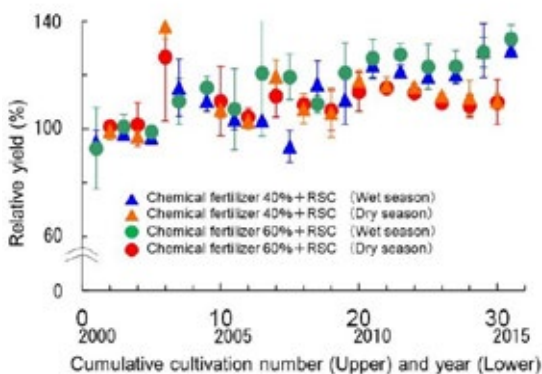 140
100
60
0
Relative yield (%)
Chemical fertilizer 40%+RSC (Wet season)
Chemical fertilizer 40%+RSC (Dry season)
Chemical fertilizer 60%+RSC (Wet season)
Chemical fertilizer 60%+RSC (Dry season)
0 10 20 30
2000 2005 2010 2015
Cumulative cultivation number (Upper) and year (Lower)